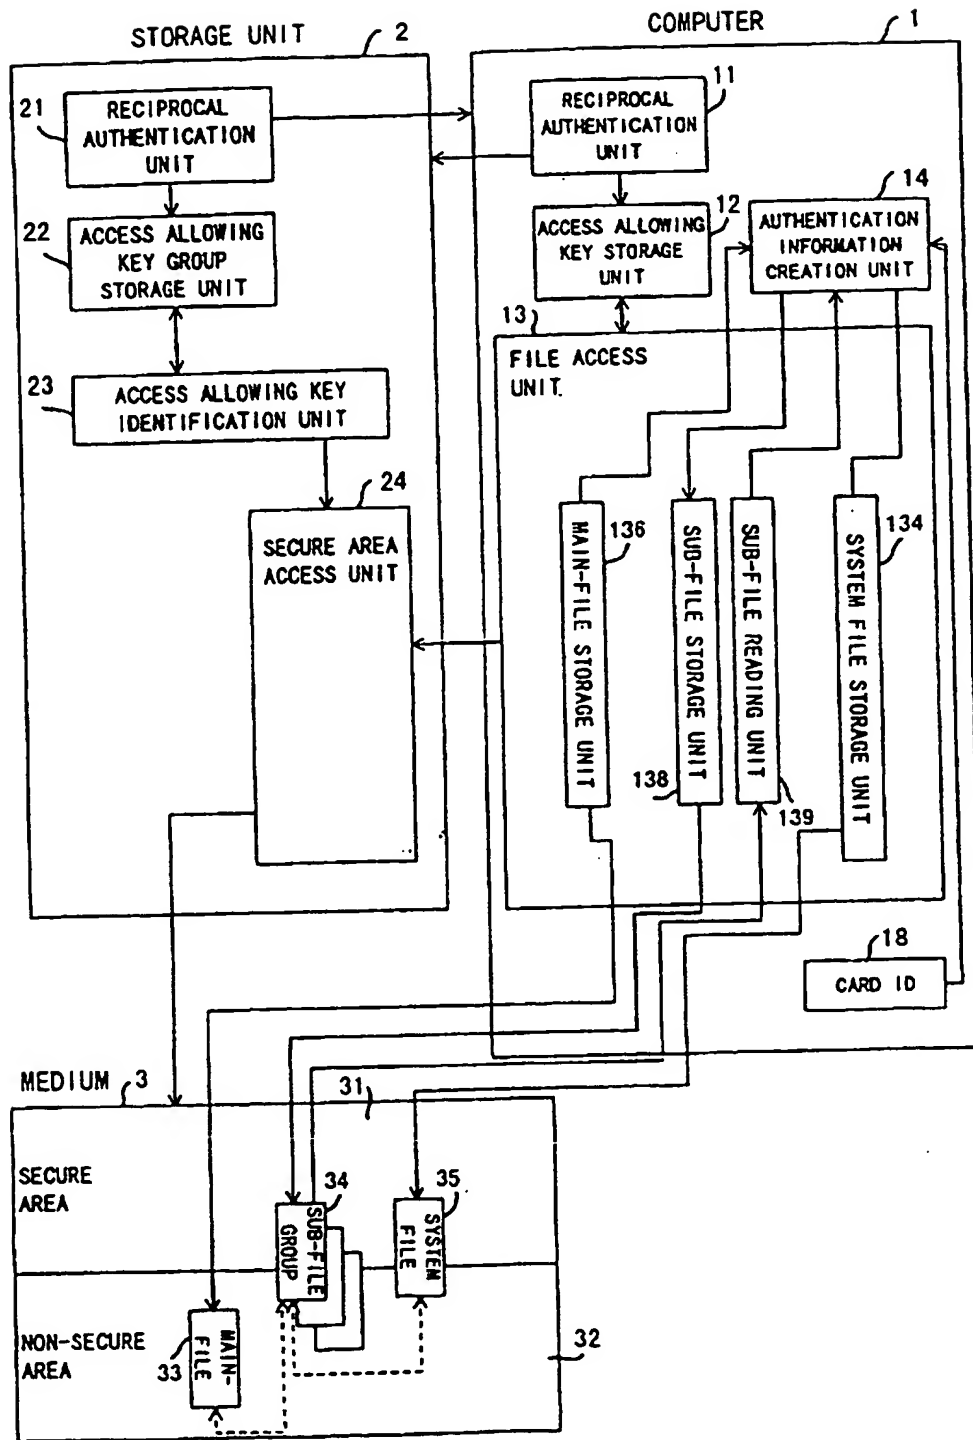 STORAGE UNIT
2
COMPUTER
1
21
RECIPROCAL
AUTHENTICATION
UNIT
11
RECIPROCAL
AUTHENTICATION
UNIT
22
ACCESS ALLOWING
KEY GROUP
STORAGE UNIT
12
ACCESS ALLOWING
KEY STORAGE
UNIT
14
AUTHENTICATION
INFORMATION
CREATION UNIT
13
FILE ACCESS
UNIT
23
ACCESS ALLOWING KEY
IDENTIFICATION UNIT
24
SECURE AREA
ACCESS UNIT
MAIN-FILE STORAGE UNIT
136
SUB-FILE STORAGE UNIT
138
SUB-FILE READING UNIT
139
SYSTEM FILE STORAGE UNIT
134
18
CARD ID
MEDIUM
3
31
SECURE
AREA
34
SUB-FILE
GROUP
35
SYSTEM
FILE
NON-SECURE
AREA
33
MAIN-
FILE
32